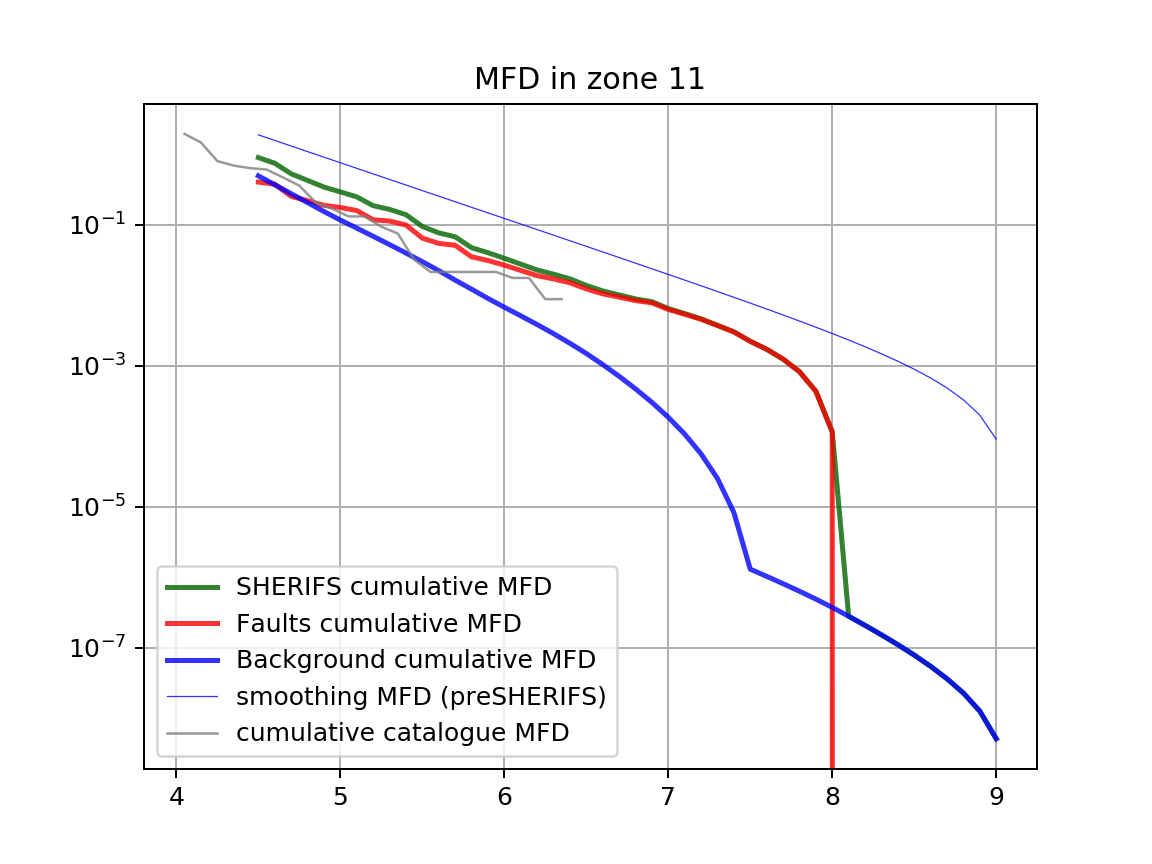 MFD in zone 11
10⁻¹
10⁻³
10⁻⁵
10⁻⁷
SHERIFS cumulative MFD
Faults cumulative MFD
Background cumulative MFD
smoothing MFD (preSHERIFS)
cumulative catalogue MFD
4 5 6 7 8 9